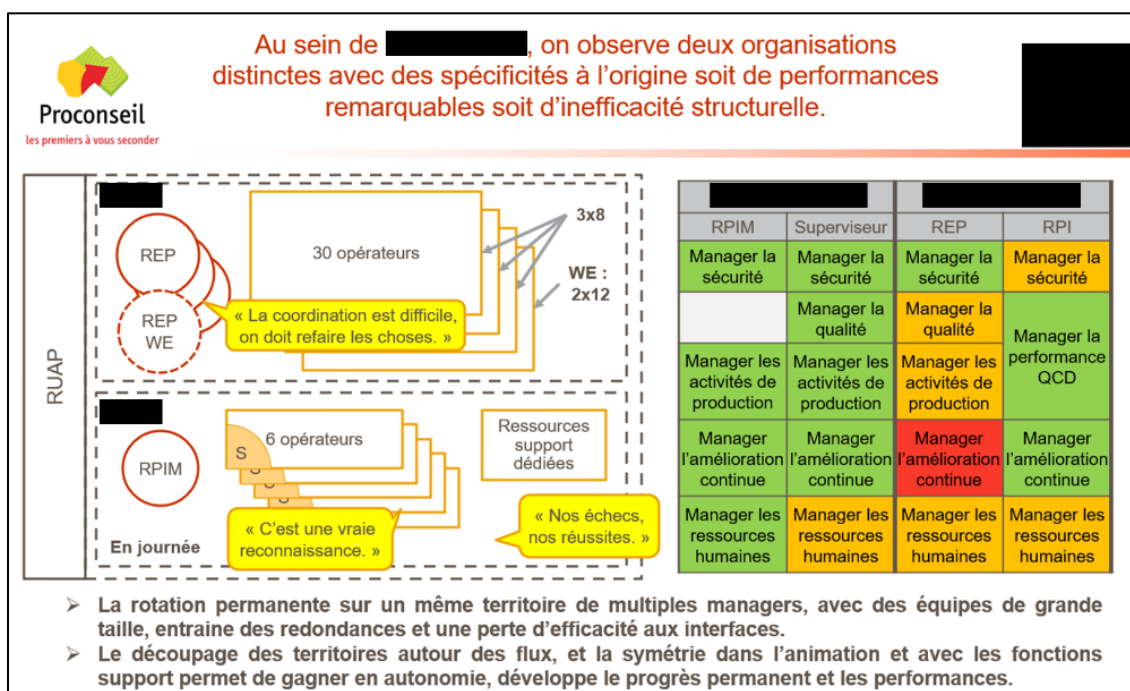 Au sein de , on observe deux organisations
distinctes avec des spécificités à l'origine soit de performances
remarquables soit d'inefficacité structurelle.
Proconseil
les premiers à vous seconder
RUAP
REP
REP
WE
30 opérateurs
3x8
WE :
2x12
« La coordination est difficile,
on doit refaire les choses. »
RPIM
En journée
6 opérateurs
S
Ressources
support
dédiées
« C'est une vraie
reconnaissance. »
« Nos échecs,
nos réussites. »
RPIM Superviseur REP RPI
Manager la
sécurité
Manager la
sécurité
Manager la
sécurité
Manager la
sécurité
Manager la
qualité
Manager la
qualité
Manager la
performance
QCD
Manager les
activités de
production
Manager les
activités de
production
Manager les
activités de
production
Manager
l'amélioration
continue
Manager
l'amélioration
continue
Manager
l'amélioration
continue
Manager
l'amélioration
continue
Manager les
ressources
humaines
Manager les
ressources
humaines
Manager les
ressources
humaines
Manager les
ressources
humaines
➢ La rotation permanente sur un même territoire de multiples managers, avec des équipes de grande
taille, entraine des redondances et une perte d'efficacité aux interfaces.
➢ Le découpage des territoires autour des flux, et la symétrie dans l'animation et avec les fonctions
support permet de gagner en autonomie, développe le progrès permanent et les performances.